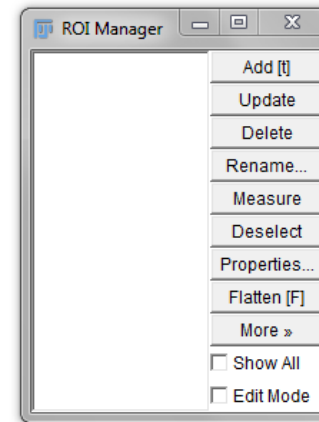 ROI Manager
Add [t]
Update
Delete
Rename...
Measure
Deselect
Properties...
Flatten [F]
More »
Show All
Edit Mode